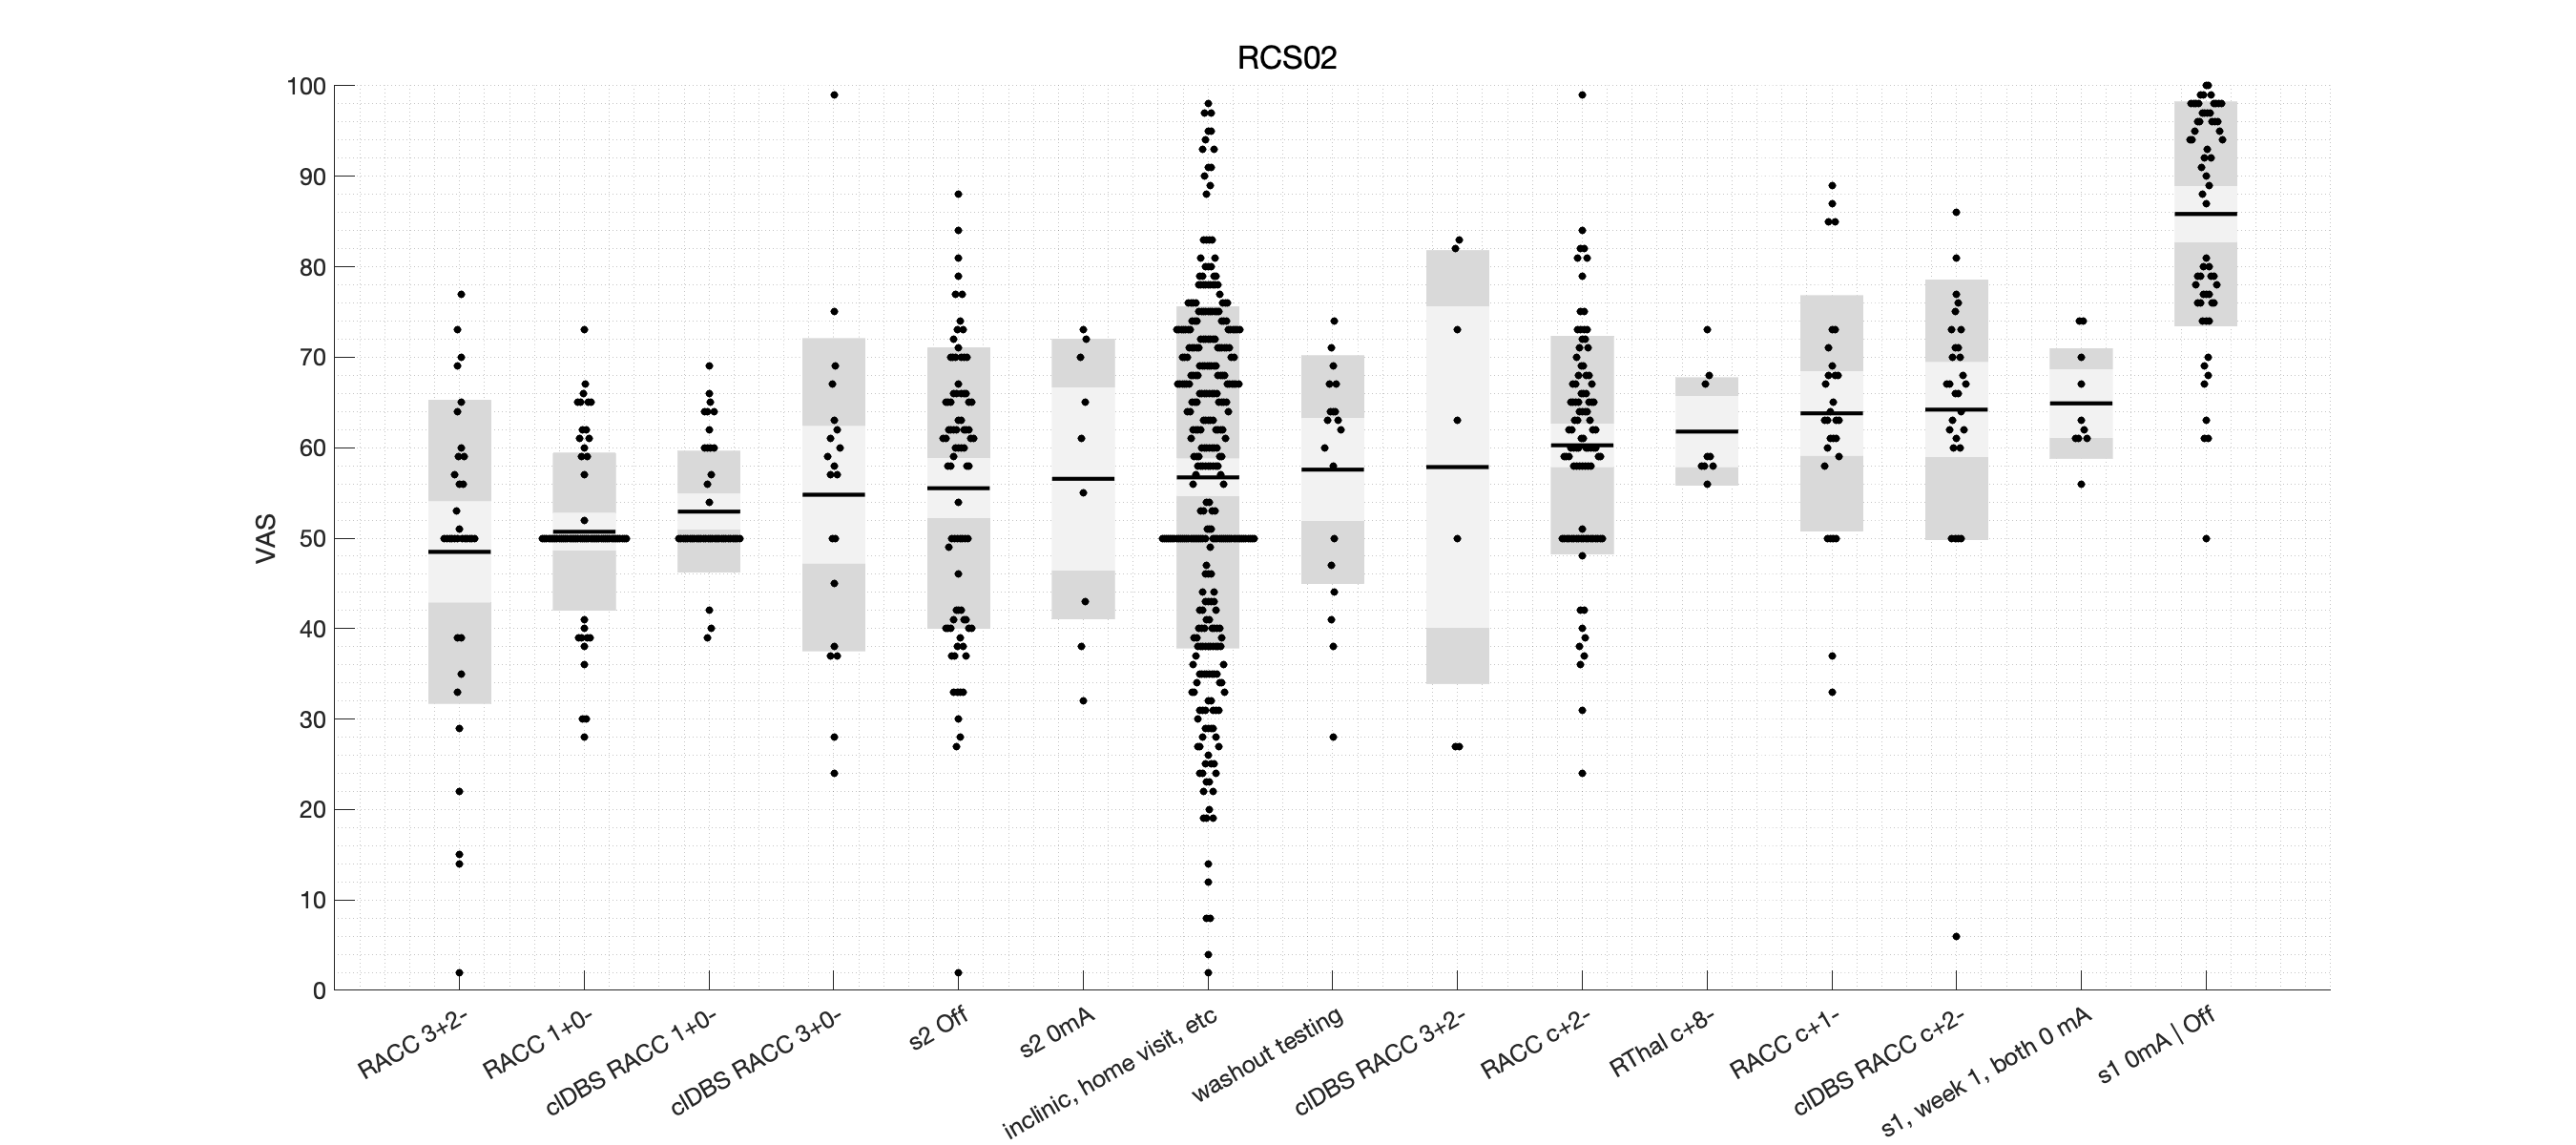 RCS02
100
90
80
70
60
50
40
30
20
10
0
VAS
RACC 3+2-
RACC 1+0-
clDBS RACC 1+0-
clDBS RACC 3+0-
s2 Off
s2 0mA
inclinic, home visit, etc
washout testing
clDBS RACC 3+2-
RACC c+2-
RThal c+8-
RACC c+1-
clDBS RACC c+2-
s1, week 1, both 0 mA
s1 0mA | Off